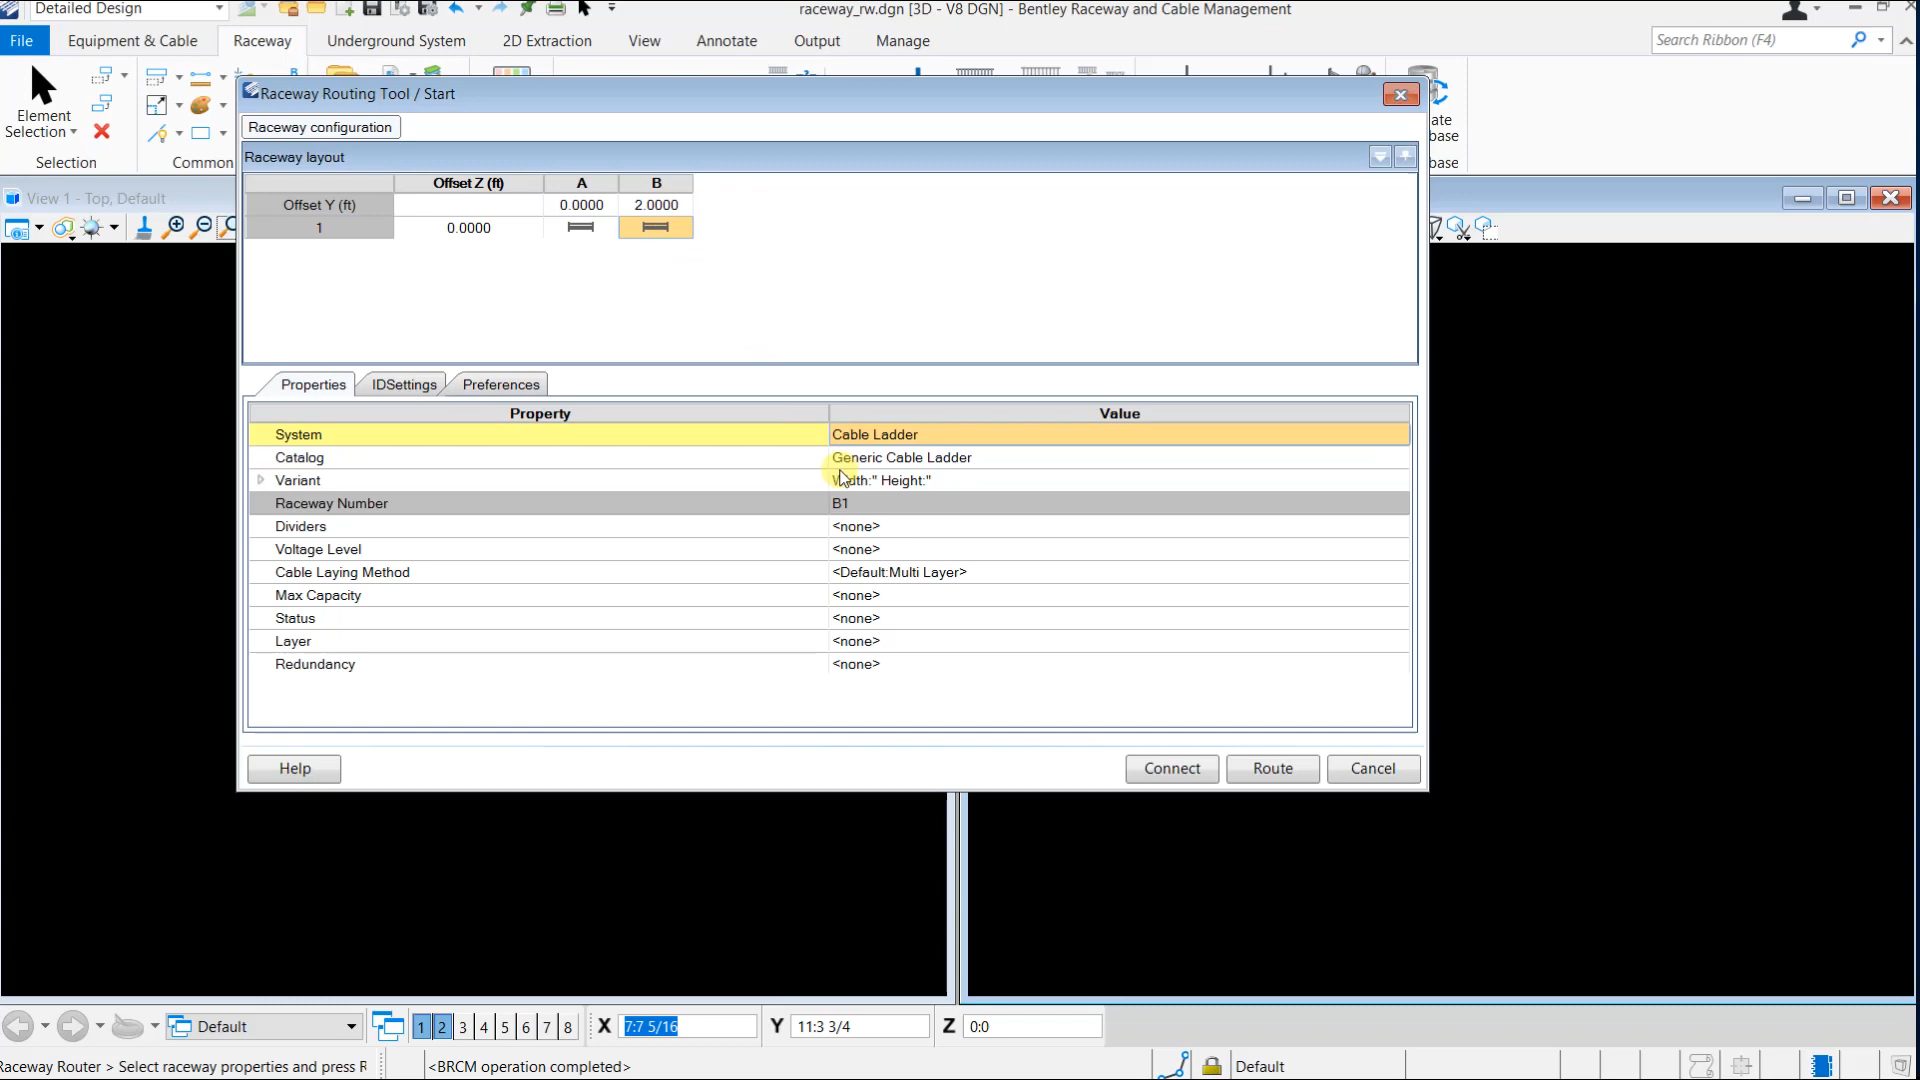 Detailed Design
raceway_rw.dgn [3D - V8 DGN] - Bentley Raceway and Cable Management
File
Equipment & Cable
Raceway
Underground System
2D Extraction
View
Annotate
Output
Manage
Search Ribbon (F4)
Element
Selection
Selection
Common
ate
base
base
Raceway Routing Tool / Start
Raceway configuration
Raceway layout
Offset Z (ft) A B
Offset Y (ft) 0.0000 2.0000
1 0.0000
View 1 - Top, Default
Properties
IDSettings
Preferences
Property Value
System Cable Ladder
Catalog Generic Cable Ladder
Variant Width:" Height:"
Raceway Number B1
Dividers <none>
Voltage Level <none>
Cable Laying Method <Default:Multi Layer>
Max Capacity <none>
Status <none>
Layer <none>
Redundancy <none>
Help
Connect
Route
Cancel
Default
1 2 3 4 5 6 7 8
X 7:7 5/16
Y 11:3 3/4
Z 0:0
Raceway Router > Select raceway properties and press R
<BRCM operation completed>
Default